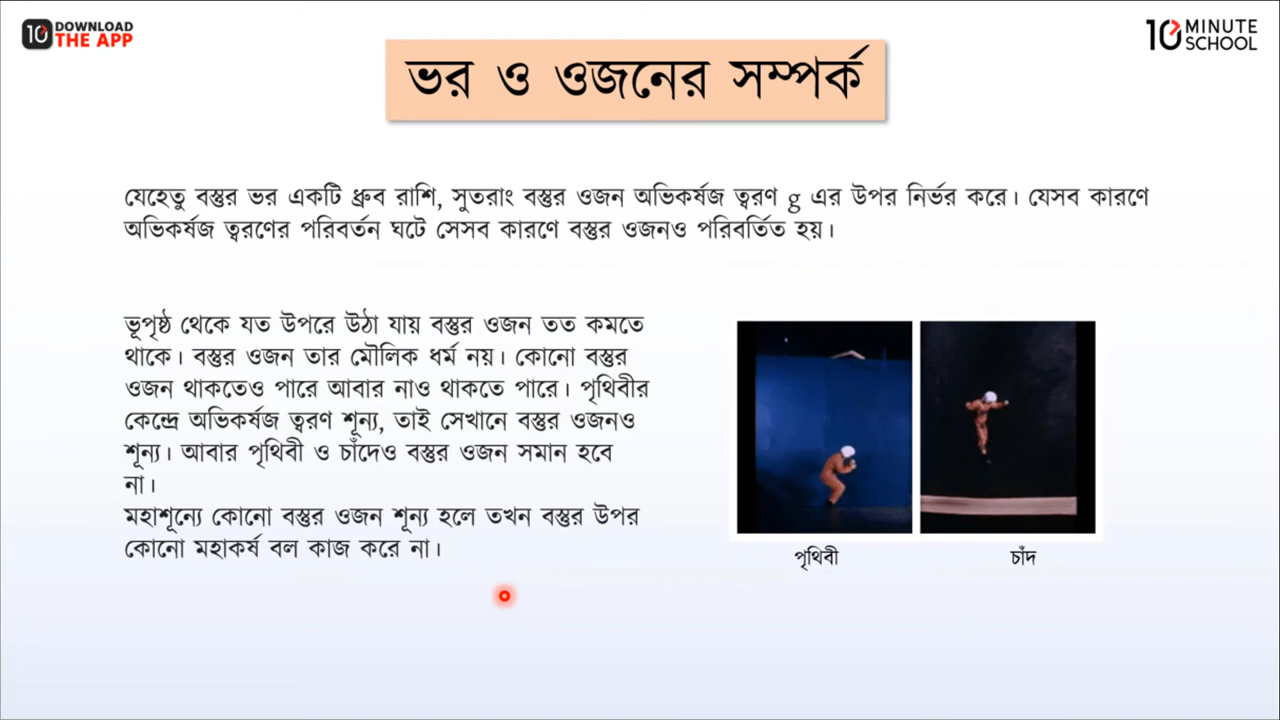 DOWNLOAD
THE APP
10 MINUTE
SCHOOL
ভর ও ওজনের সম্পর্ক
যেহেতু বস্তুর ভর একটি ধ্রুব রাশি, সুতরাং বস্তুর ওজন অভিকর্ষজ ত্বরণ g এর উপর নির্ভর করে। যেসব কারণে
অভিকর্ষজ ত্বরণের পরিবর্তন ঘটে সেসব কারণে বস্তুর ওজনও পরিবর্তিত হয়।
ভূপৃষ্ঠ থেকে যত উপরে উঠা যায় বস্তুর ওজন তত কমতে
থাকে। বস্তুর ওজন তার মৌলিক ধর্ম নয়। কোনো বস্তুর
ওজন থাকতেও পারে আবার নাও থাকতে পারে। পৃথিবীর
কেন্দ্রে অভিকর্ষজ ত্বরণ শূন্য, তাই সেখানে বস্তুর ওজনও
শূন্য। আবার পৃথিবী ও চাঁদেও বস্তুর ওজন সমান হবে
না।
মহাশূন্যে কোনো বস্তুর ওজন শূন্য হলে তখন বস্তুর উপর
কোনো মহাকর্ষ বল কাজ করে না।
পৃথিবী
চাঁদ